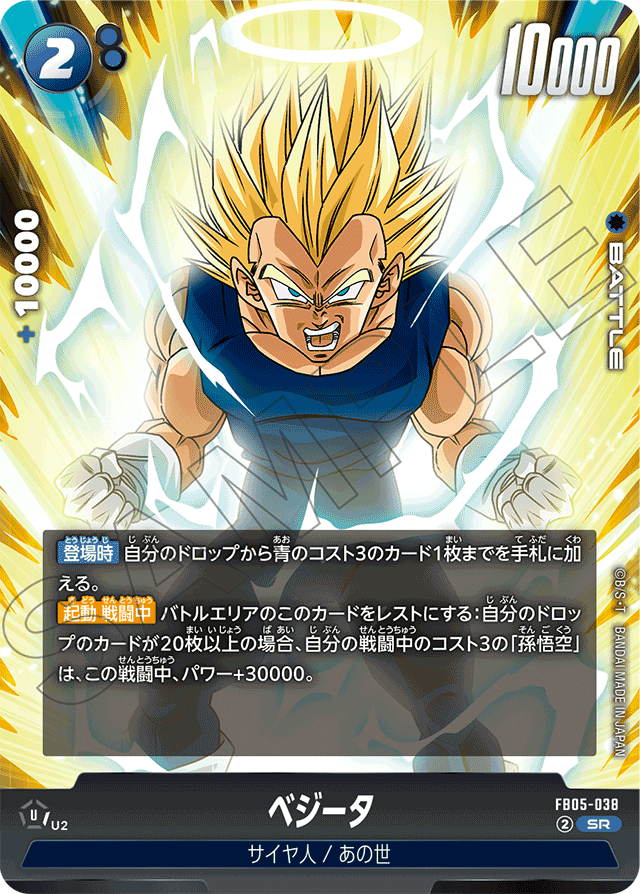 2
10000
+10000
BATTLE
SAMPLE
登場時 自分のドロップから青のコスト3のカード1枚までを手札に加
える。
起動 戦闘中 バトルエリアのこのカードをレストにする:自分のドロッ
プのカードが20枚以上の場合、自分の戦闘中のコスト3の「孫悟空」
は、この戦闘中、パワー+30000。
©B/S・T BANDAI MADE IN JAPAN
ベジータ
FB05-038
U/U2
2 SR
サイヤ人 / あの世